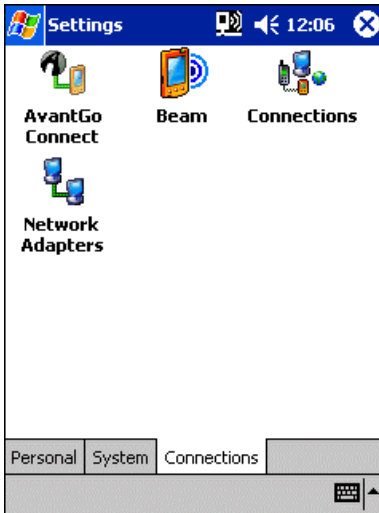 Settings 12:06
AvantGo Connect
Beam
Connections
Network Adapters
Personal System Connections